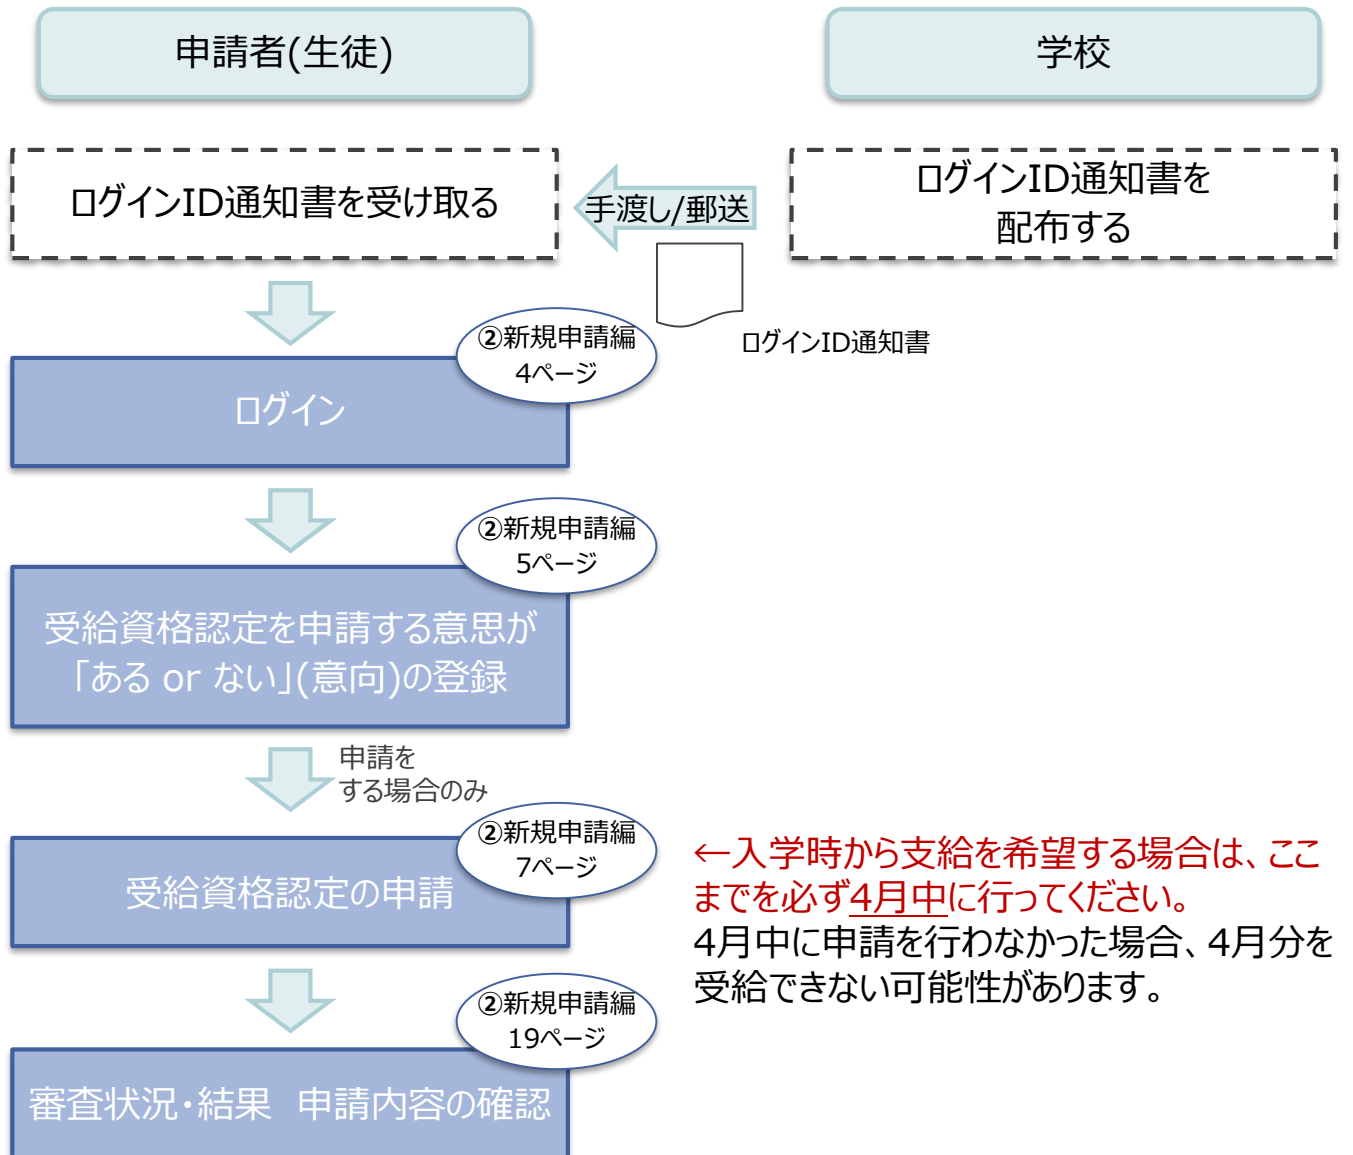 申請者(生徒)
学校
ログインID通知書を受け取る
手渡し/郵送
ログインID通知書を
配布する
ログインID通知書
②新規申請編
4ページ
ログイン
②新規申請編
5ページ
受給資格認定を申請する意思が
「ある or ない」(意向)の登録
申請を
する場合のみ
②新規申請編
7ページ
受給資格認定の申請
←入学時から支給を希望する場合は、ここ
までを必ず4月中に行ってください。
4月中に申請を行わなかった場合、4月分を
受給できない可能性があります。
②新規申請編
19ページ
審査状況・結果　申請内容の確認